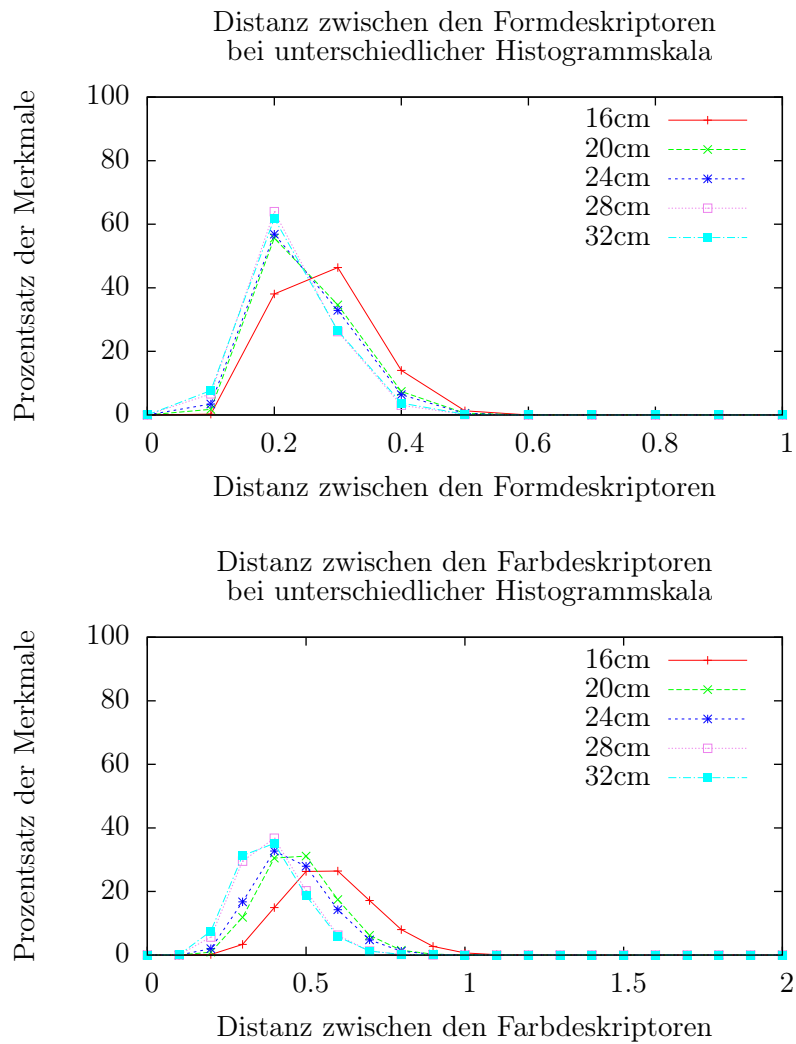 Distanz zwischen den Formdeskriptoren
bei unterschiedlicher Histogrammskala
Prozentsatz der Merkmale
100
80
60
40
20
0
16cm
20cm
24cm
28cm
32cm
0 0.2 0.4 0.6 0.8 1
Distanz zwischen den Formdeskriptoren
Distanz zwischen den Farbdeskriptoren
bei unterschiedlicher Histogrammskala
Prozentsatz der Merkmale
100
80
60
40
20
0
16cm
20cm
24cm
28cm
32cm
0 0.5 1 1.5 2
Distanz zwischen den Farbdeskriptoren